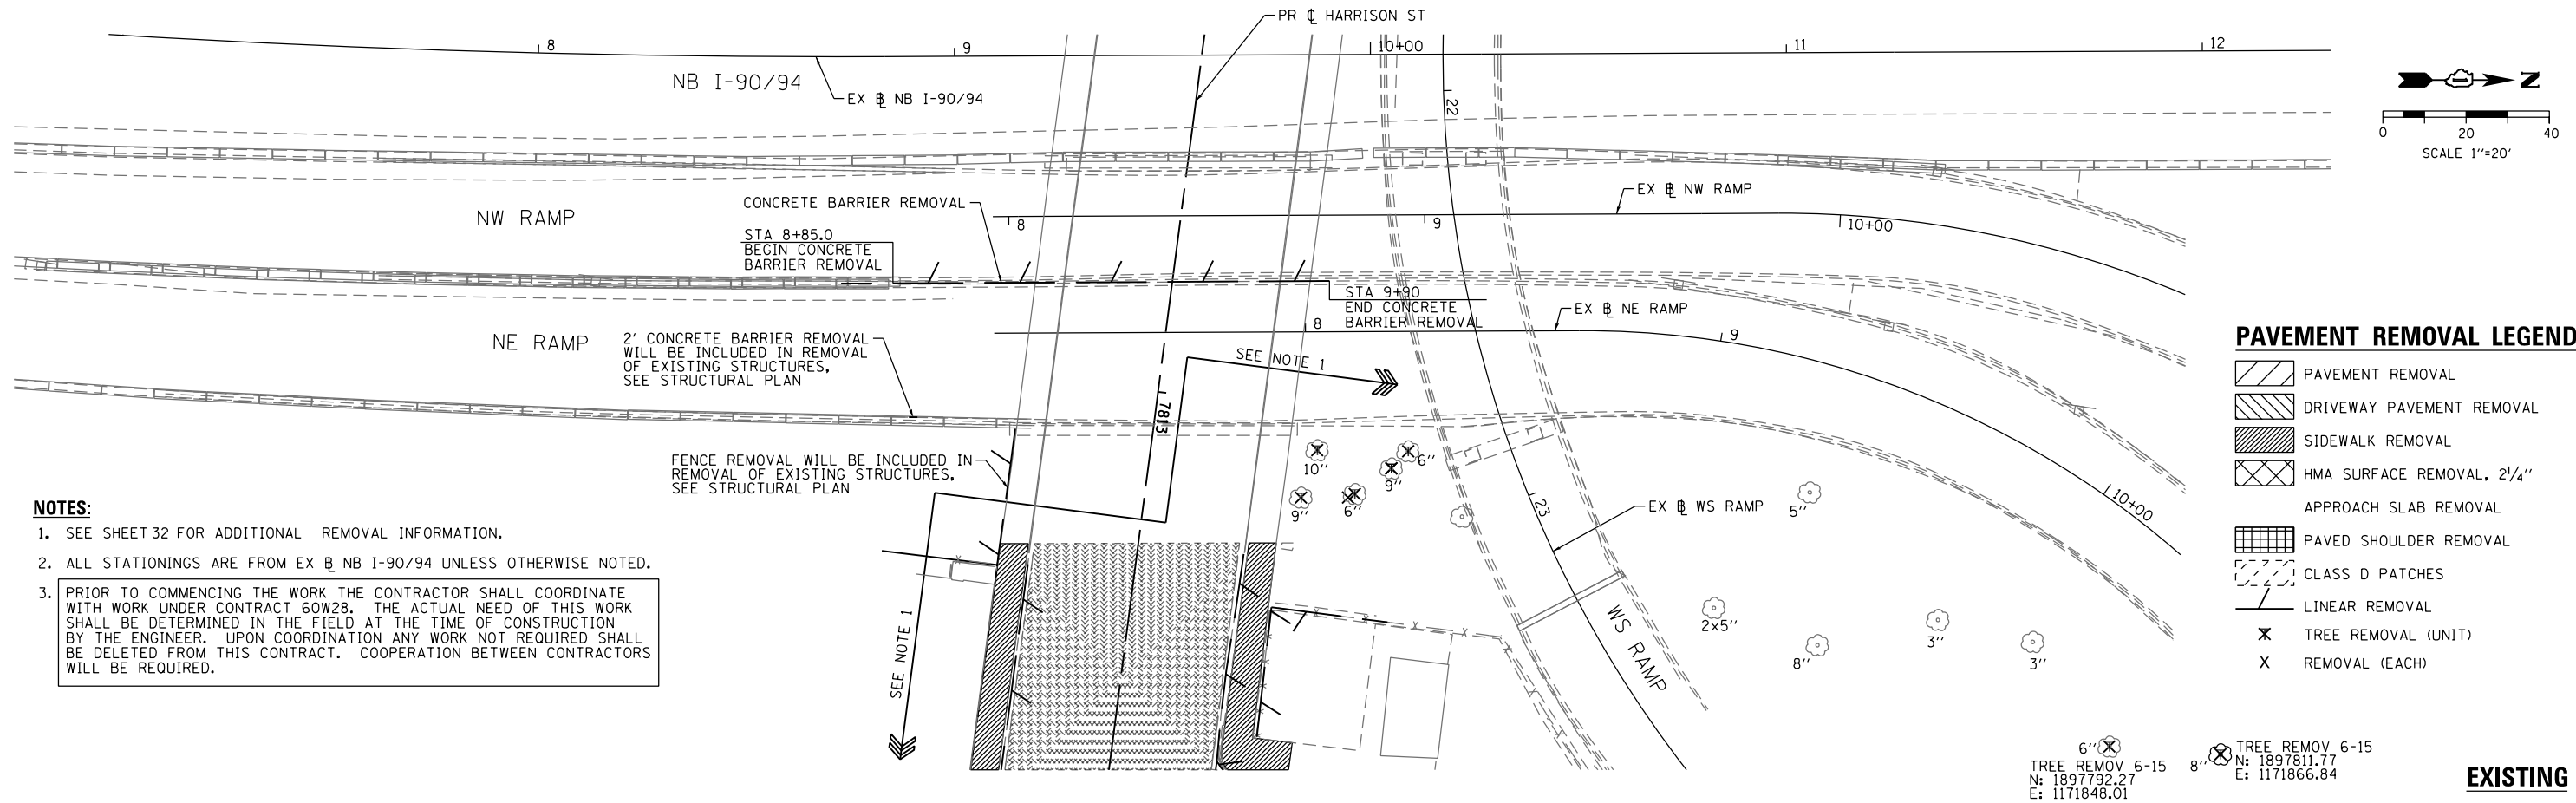 PR ℄ HARRISON ST
8
9
10+00
11
12
NB I-90/94
EX ℄ NB I-90/94
22
N
0 20 40
SCALE 1"=20'
NW RAMP
CONCRETE BARRIER REMOVAL
STA 8+85.0
BEGIN CONCRETE
BARRIER REMOVAL
8
9
10+00
EX ℄ NW RAMP
STA 9+90
END CONCRETE
BARRIER REMOVAL
EX ℄ NE RAMP
NE RAMP
2' CONCRETE BARRIER REMOVAL
WILL BE INCLUDED IN REMOVAL
OF EXISTING STRUCTURES,
SEE STRUCTURAL PLAN
8
9
10+00
SEE NOTE 1
7813
FENCE REMOVAL WILL BE INCLUDED IN
REMOVAL OF EXISTING STRUCTURES,
SEE STRUCTURAL PLAN
10"
6"
9"
9"
6"
23
EX ℄ WS RAMP
5"
2x5"
8"
3"
3"
WS RAMP
SEE NOTE 1
NOTES:
1. SEE SHEET 32 FOR ADDITIONAL REMOVAL INFORMATION.
2. ALL STATIONINGS ARE FROM EX ℄ NB I-90/94 UNLESS OTHERWISE NOTED.
3. PRIOR TO COMMENCING THE WORK THE CONTRACTOR SHALL COORDINATE
WITH WORK UNDER CONTRACT 60W28. THE ACTUAL NEED OF THIS WORK
SHALL BE DETERMINED IN THE FIELD AT THE TIME OF CONSTRUCTION
BY THE ENGINEER. UPON COORDINATION ANY WORK NOT REQUIRED SHALL
BE DELETED FROM THIS CONTRACT. COOPERATION BETWEEN CONTRACTORS
WILL BE REQUIRED.
PAVEMENT REMOVAL LEGEND
PAVEMENT REMOVAL
DRIVEWAY PAVEMENT REMOVAL
SIDEWALK REMOVAL
HMA SURFACE REMOVAL, 2¼"
APPROACH SLAB REMOVAL
PAVED SHOULDER REMOVAL
CLASS D PATCHES
LINEAR REMOVAL
TREE REMOVAL (UNIT)
X REMOVAL (EACH)
6"
TREE REMOV 6-15
N: 1897792.27
E: 1171848.01
8"
TREE REMOV 6-15
N: 1897811.77
E: 1171866.84
EXISTING